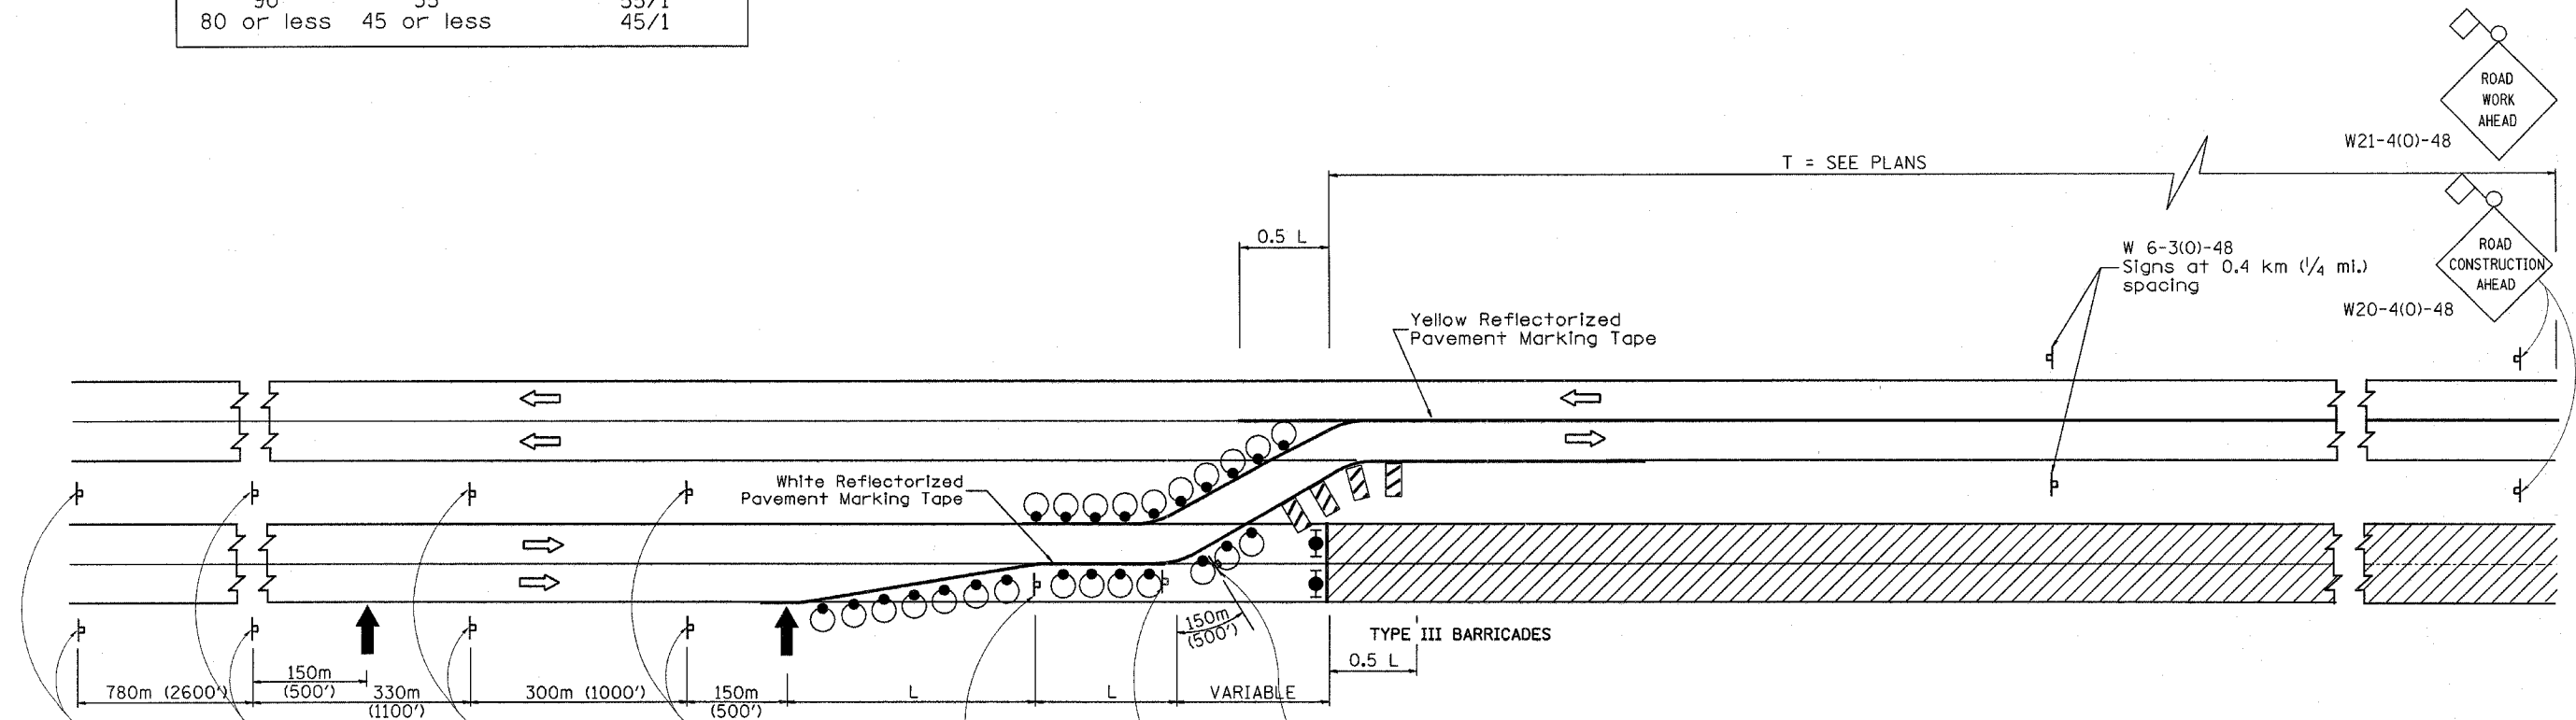 80 or less 45 or less 45/1
ROAD
WORK
AHEAD
W21-4(O)-48
T = SEE PLANS
0.5 L
W 6-3(O)-48
Signs at 0.4 km (1/4 mi.)
spacing
ROAD
CONSTRUCTION
AHEAD
W20-4(O)-48
Yellow Reflectorized
Pavement Marking Tape
White Reflectorized
Pavement Marking Tape
150m
(500')
TYPE III BARRICADES
0.5 L
780m (2600')
150m
(500')
330m
(1100')
300m (1000')
150m
(500')
L
L
VARIABLE